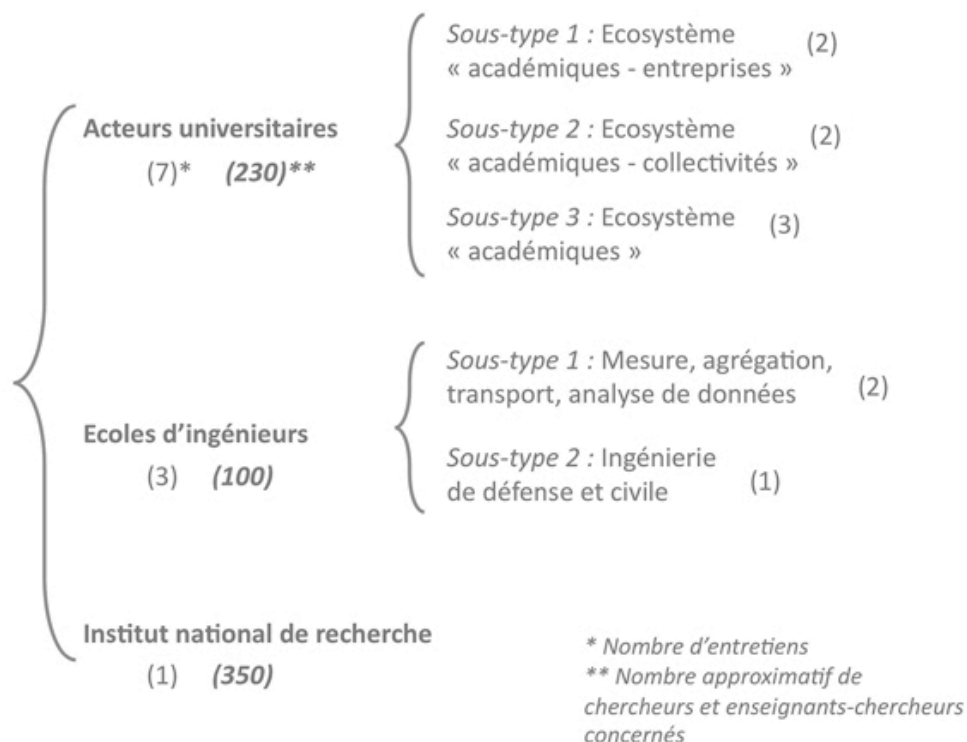 Sous-type 1 : Ecosystème (2)
« académiques - entreprises »
Acteurs universitaires
(7)* (230)**
Sous-type 2 : Ecosystème (2)
« académiques - collectivités »
Sous-type 3 : Ecosystème (3)
« académiques »
Sous-type 1 : Mesure, agrégation,
transport, analyse de données (2)
Ecoles d’ingénieurs
(3) (100)
Sous-type 2 : Ingénierie
de défense et civile (1)
Institut national de recherche
(1) (350)
* Nombre d’entretiens
** Nombre approximatif de
chercheurs et enseignants-chercheurs
concernés